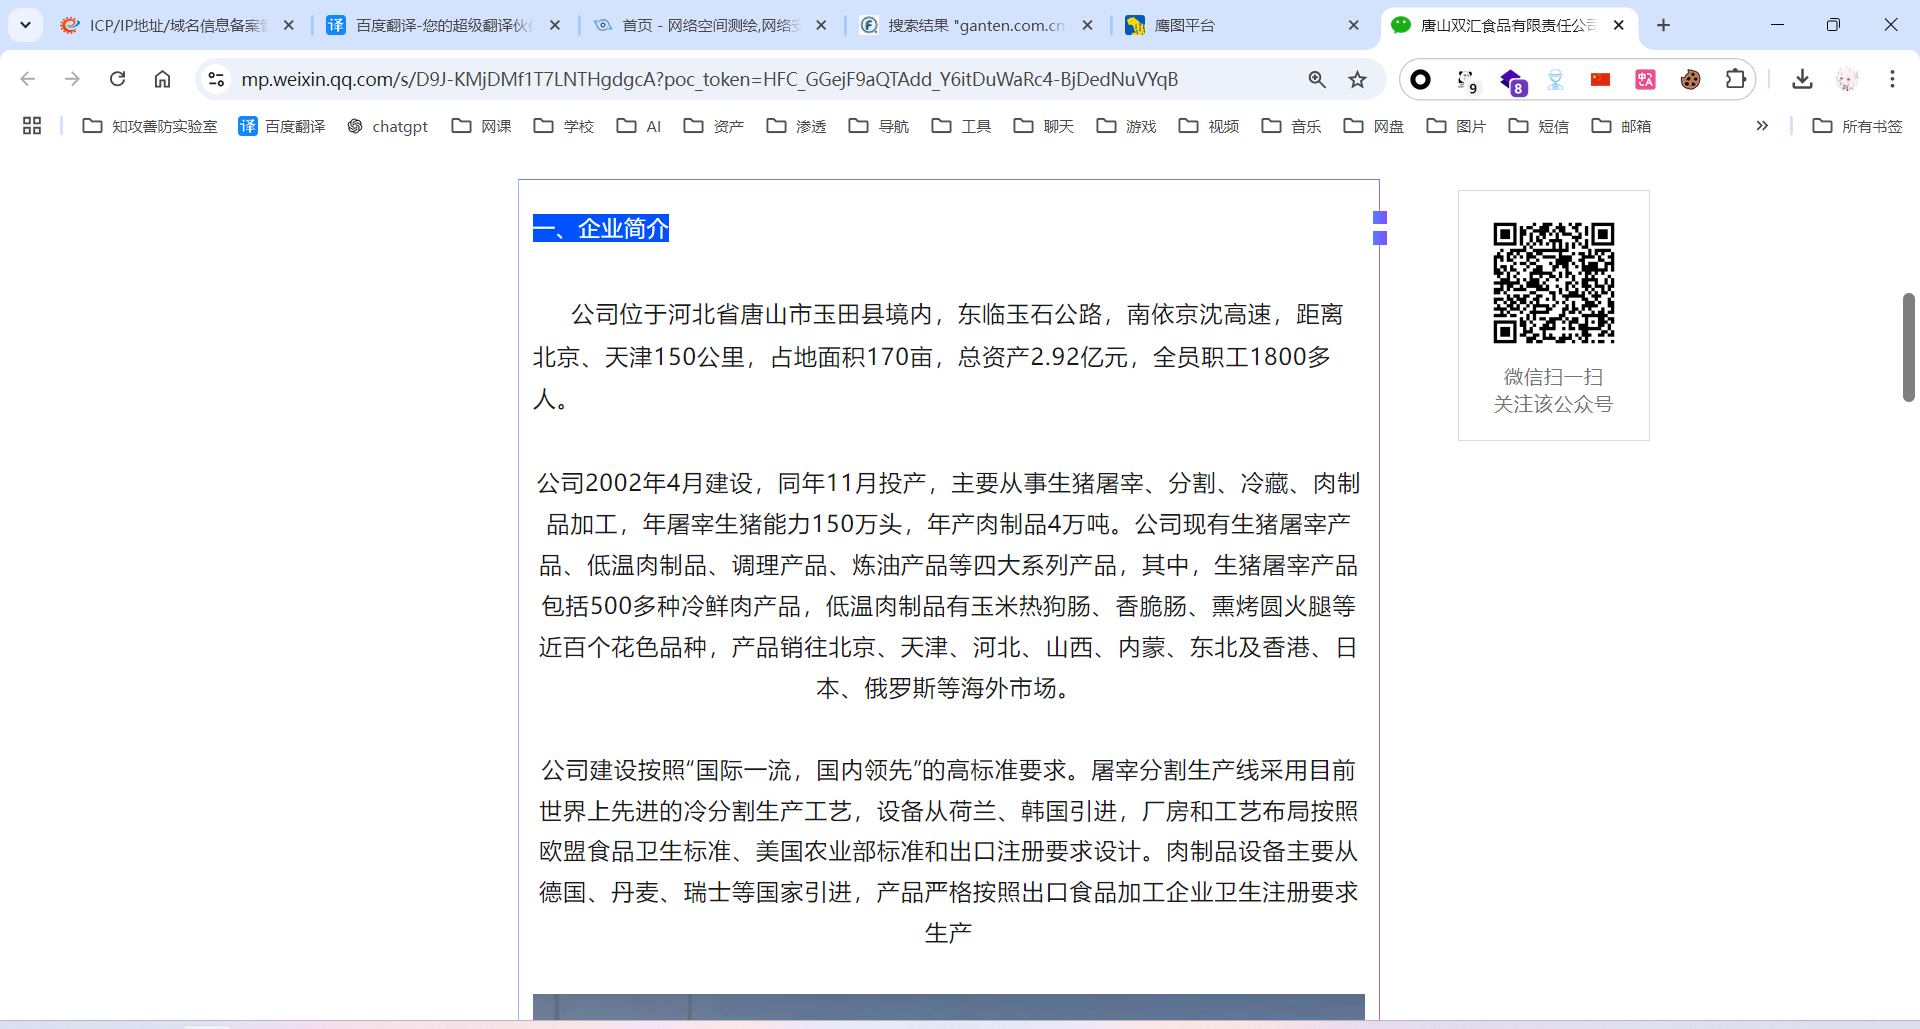 ICP/IP地址/域名信息备案管
百度翻译-您的超级翻译伙伴
首页 - 网络空间测绘,网络安
搜索结果 "ganten.com.cn
鹰图平台
唐山双汇食品有限责任公司
mp.weixin.qq.com/s/D9J-KMjDMf1T7LNTHgdgcA?poc_token=HFC_GGejF9aQTAdd_Y6itDuWaRc4-BjDedNuVYqB
9
8
知攻善防实验室
译
百度翻译
chatgpt
网课
学校
AI
资产
渗透
导航
工具
聊天
游戏
视频
音乐
网盘
图片
短信
邮箱
所有书签
一、企业简介
公司位于河北省唐山市玉田县境内，东临玉石公路，南依京沈高速，距离
北京、天津150公里，占地面积170亩，总资产2.92亿元，全员职工1800多
人。
公司2002年4月建设，同年11月投产，主要从事生猪屠宰、分割、冷藏、肉制
品加工，年屠宰生猪能力150万头，年产肉制品4万吨。公司现有生猪屠宰产
品、低温肉制品、调理产品、炼油产品等四大系列产品，其中，生猪屠宰产品
包括500多种冷鲜肉产品，低温肉制品有玉米热狗肠、香脆肠、熏烤圆火腿等
近百个花色品种，产品销往北京、天津、河北、山西、内蒙、东北及香港、日
本、俄罗斯等海外市场。
公司建设按照“国际一流，国内领先”的高标准要求。屠宰分割生产线采用目前
世界上先进的冷分割生产工艺，设备从荷兰、韩国引进，厂房和工艺布局按照
欧盟食品卫生标准、美国农业部标准和出口注册要求设计。肉制品设备主要从
德国、丹麦、瑞士等国家引进，产品严格按照出口食品加工企业卫生注册要求
生产
微信扫一扫
关注该公众号